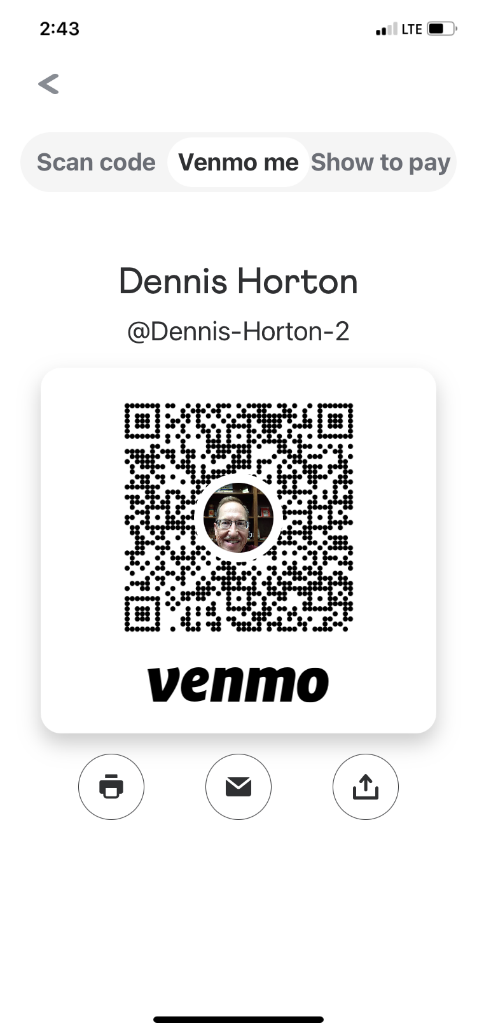 2:43
LTE
Scan code Venmo me Show to pay
Dennis Horton
@Dennis-Horton-2
venmo